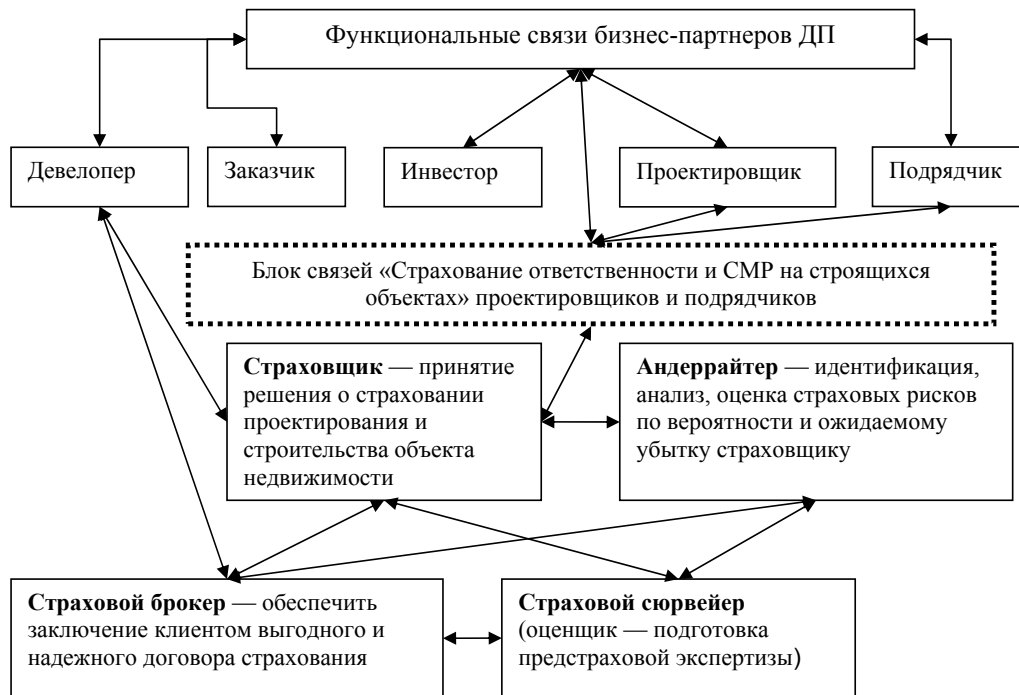 Функциональные связи бизнес-партнеров ДП
Девелопер
Заказчик
Инвестор
Проектировщик
Подрядчик
Блок связей «Страхование ответственности и СМР на строящихся
объектах» проектировщиков и подрядчиков
Страховщик — принятие
решения о страховании
проектирования и
строительства объекта
недвижимости
Андеррайтер — идентификация,
анализ, оценка страховых рисков
по вероятности и ожидаемому
убытку страховщику
Страховой брокер — обеспечить
заключение клиентом выгодного и
надежного договора страхования
Страховой сюрвейер
(оценщик — подготовка
предстраховой экспертизы)